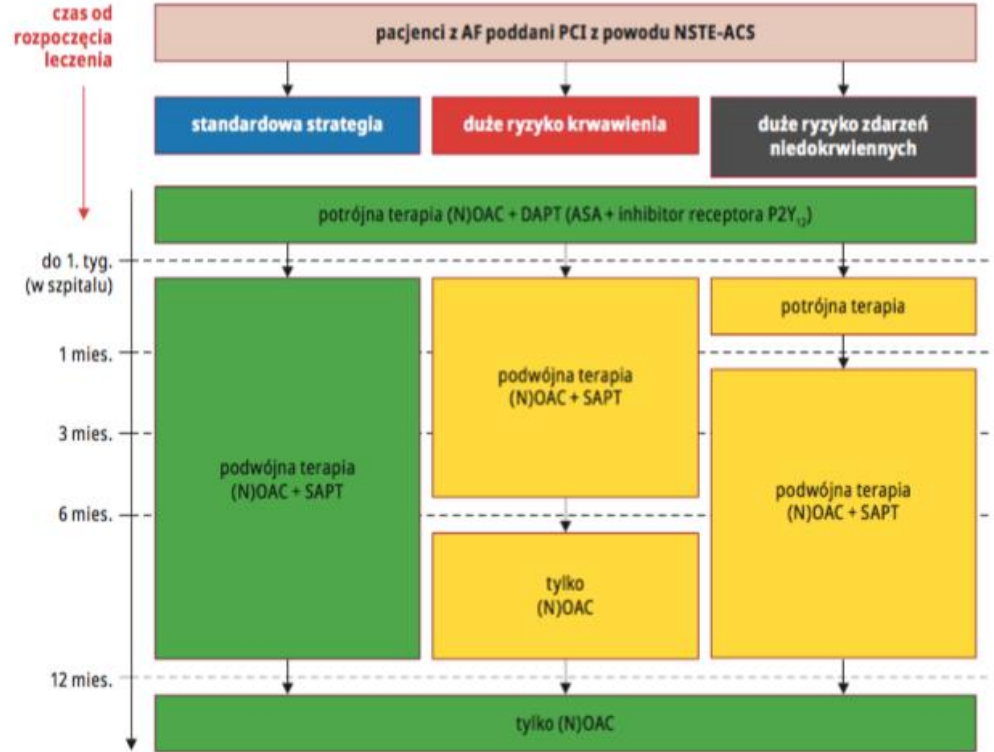 czas od
rozpoczęcia
leczenia
pacjenci z AF poddani PCI z powodu NSTE-ACS
standardowa strategia
duże ryzyko krwawienia
duże ryzyko zdarzeń
niedokrwiennych
potrójna terapia (N)OAC + DAPT (ASA + inhibitor receptora P2Y₁₂)
do 1. tyg.
(w szpitalu)
potrójna terapia
1 mies.
podwójna terapia
(N)OAC + SAPT
3 mies.
podwójna terapia
(N)OAC + SAPT
podwójna terapia
(N)OAC + SAPT
6 mies.
tylko
(N)OAC
12 mies.
tylko (N)OAC